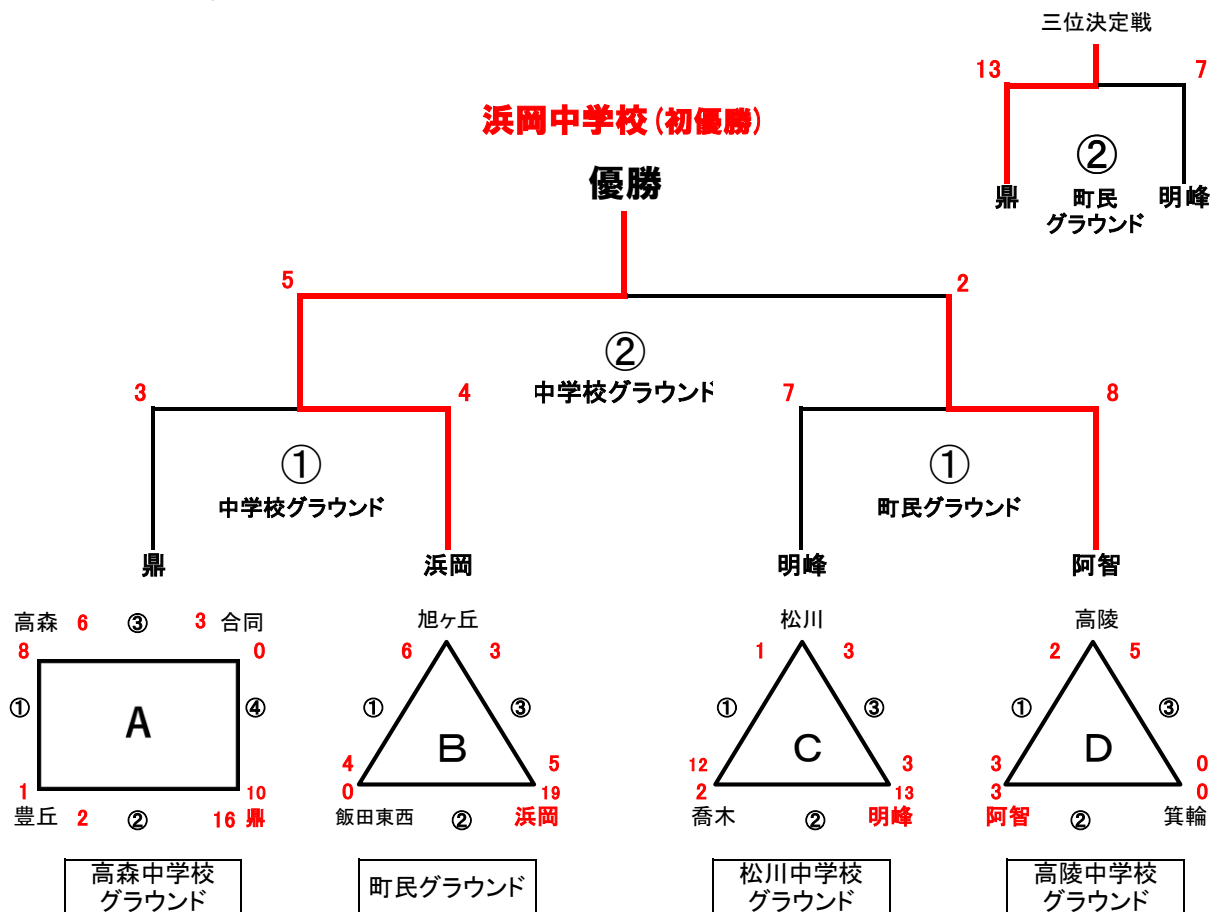 三位決定戦
13 7
浜岡中学校(初優勝)
優勝
②
鼎 町民 明峰
グラウンド
5 2
②
中学校グラウンド
3 4 7 8
① ①
中学校グラウンド 町民グラウンド
鼎 浜岡 明峰 阿智
高森 6 ③ 3 合同 旭ヶ丘 松川 高陵
8 0 6 3 1 3 2 5
① A ④ ① B ③ ① C ③ ① D ③
1 10 4 5 12 3 3 0
0 19 2 13 3 0
豊丘 2 ② 16 鼎 飯田東西 ② 浜岡 喬木 ② 明峰 阿智 ② 箕輪
高森中学校 町民グラウンド 松川中学校 高陵中学校
グラウンド グラウンド グラウンド